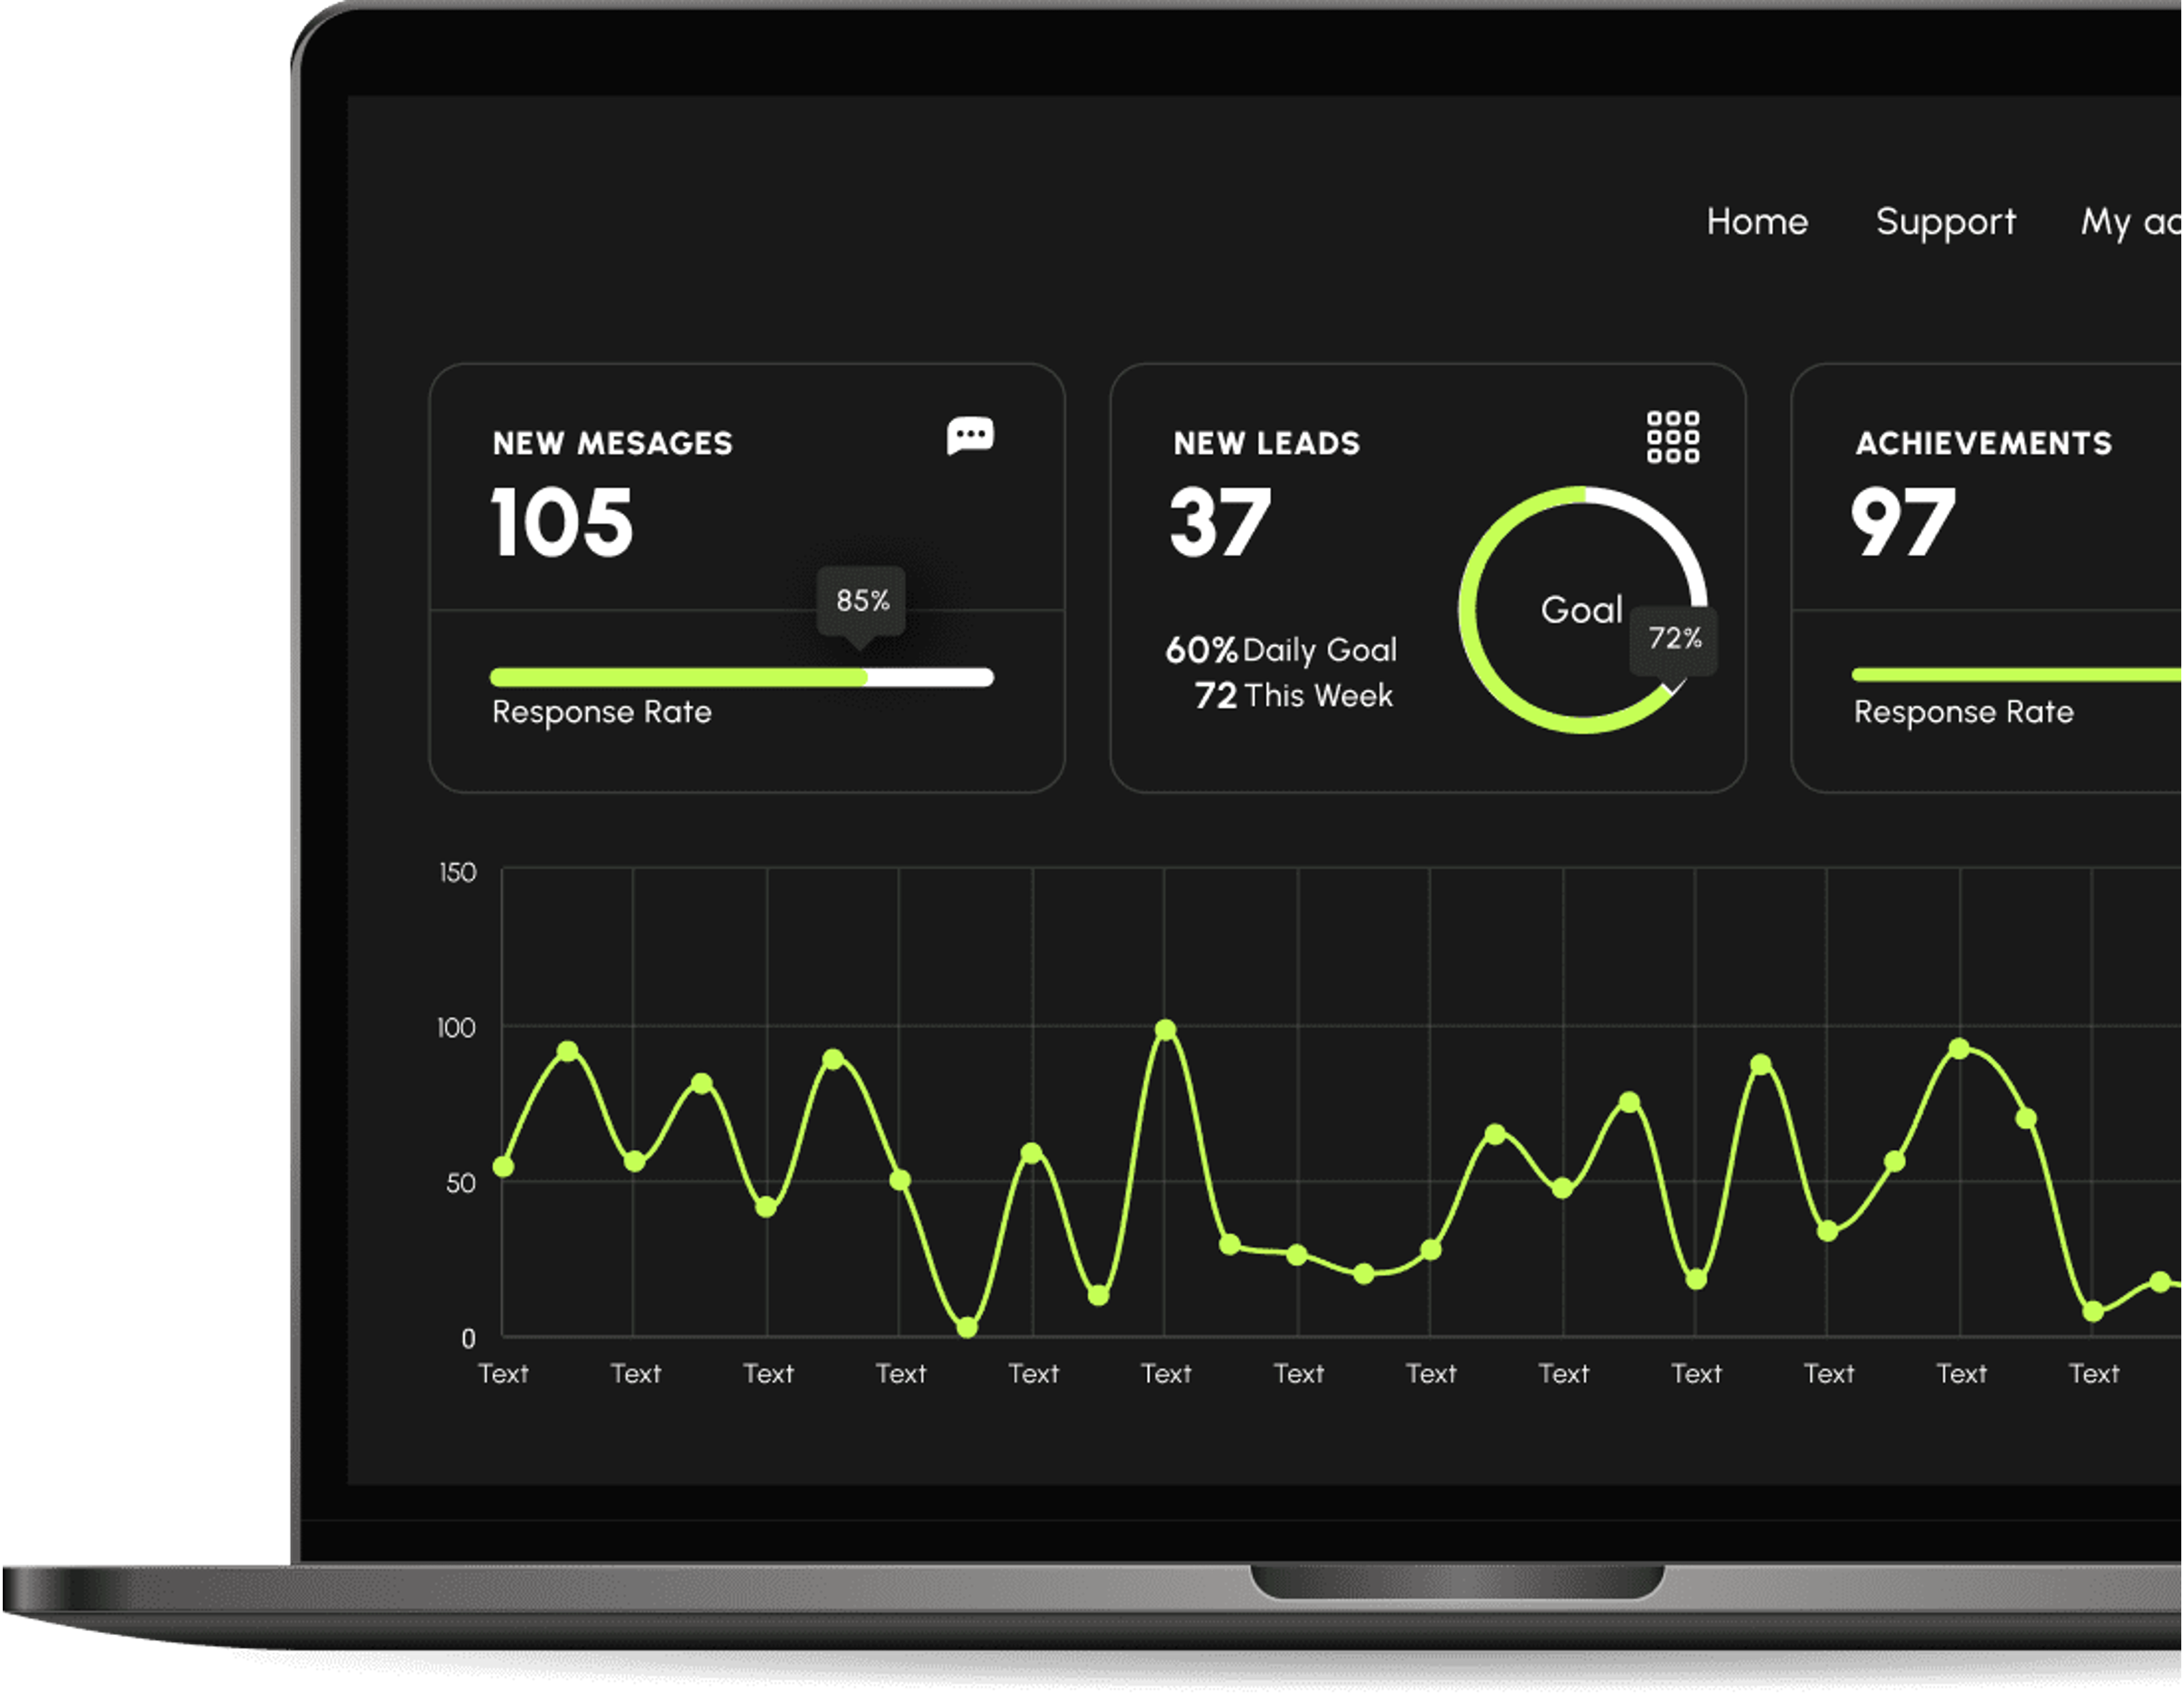 Home Support My ac
NEW MESAGES
105
85%
Response Rate
NEW LEADS
37
60% Daily Goal
72 This Week
Goal
72%
ACHIEVEMENTS
97
Response Rate
150
100
50
0
Text Text Text Text Text Text Text Text Text Text Text Text Text